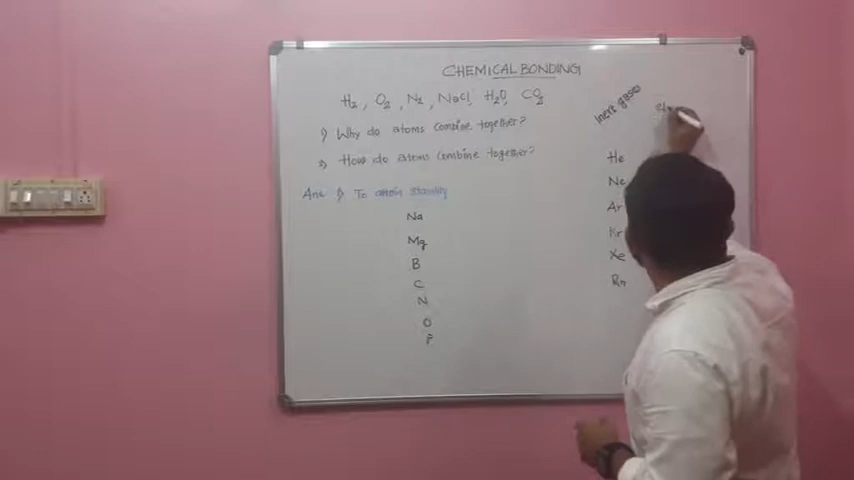 CHEMICAL BONDING
H₂, O₂, N₂, NaCl, H₂O, CO₂
1) Why do atoms combine together?
2) How do atoms combine together?
Ans 1) To attain stability
Na
Mg
B
C
N
O
F
Inert gases
He
Ne
Ar
Kr
Xe
Rn